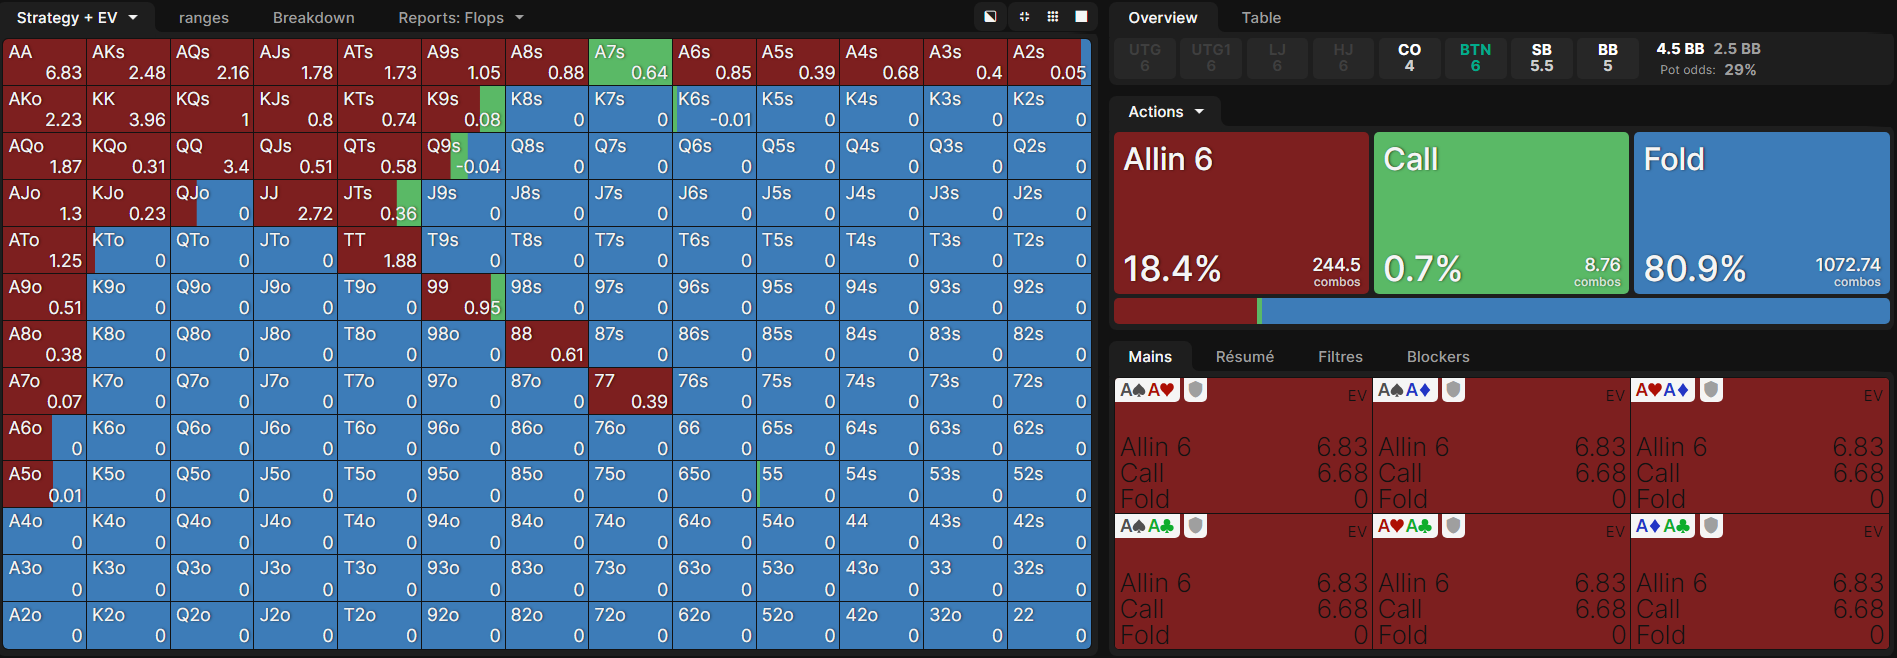 Strategy + EV ranges Breakdown Reports: Flops
AA AKs AQs AJs ATs A9s A8s A7s A6s A5s A4s A3s A2s
6.83 2.48 2.16 1.78 1.73 1.05 0.88 0.64 0.85 0.39 0.68 0.4 0.05
AKo KK KQs KJs KTs K9s K8s K7s K6s K5s K4s K3s K2s
2.23 3.96 1 0.8 0.74 0.08 0 0 -0.01 0 0 0 0
AQo KQo QQ QJs QTs Q9s Q8s Q7s Q6s Q5s Q4s Q3s Q2s
1.87 0.31 3.4 0.51 0.58 -0.04 0 0 0 0 0 0 0
AJo KJo QJo JJ JTs J9s J8s J7s J6s J5s J4s J3s J2s
1.3 0.23 0 2.72 0.36 0 0 0 0 0 0 0 0
ATo KTo QTo JTo TT T9s T8s T7s T6s T5s T4s T3s T2s
1.25 0 0 0 1.88 0 0 0 0 0 0 0 0
A9o K9o Q9o J9o T9o 99 98s 97s 96s 95s 94s 93s 92s
0.51 0 0 0 0 0.95 0 0 0 0 0 0 0
A8o K8o Q8o J8o T8o 98o 88 87s 86s 85s 84s 83s 82s
0.38 0 0 0 0 0 0.61 0 0 0 0 0 0
A7o K7o Q7o J7o T7o 97o 87o 77 76s 75s 74s 73s 72s
0.07 0 0 0 0 0 0 0.39 0 0 0 0 0
A6o K6o Q6o J6o T6o 96o 86o 76o 66 65s 64s 63s 62s
0 0 0 0 0 0 0 0 0 0 0 0 0
A5o K5o Q5o J5o T5o 95o 85o 75o 65o 55 54s 53s 52s
0.01 0 0 0 0 0 0 0 0 0 0 0 0
A4o K4o Q4o J4o T4o 94o 84o 74o 64o 54o 44 43s 42s
0 0 0 0 0 0 0 0 0 0 0 0 0
A3o K3o Q3o J3o T3o 93o 83o 73o 63o 53o 43o 33 32s
0 0 0 0 0 0 0 0 0 0 0 0 0
A2o K2o Q2o J2o T2o 92o 82o 72o 62o 52o 42o 32o 22
0 0 0 0 0 0 0 0 0 0 0 0 0
Overview Table
UTG UTG1 LJ HJ CO BTN SB BB 4.5 BB 2.5 BB
6 6 6 6 4 6 5.5 5 Pot odds: 29%
Actions
Allin 6 Call Fold
18.4% 244.5 combos 0.7% 8.76 combos 80.9% 1072.74 combos
Mains Résumé Filtres Blockers
A♠A♥ EV A♠A♦ EV A♥A♦ EV
Allin 6 6.83 Allin 6 6.83 Allin 6 6.83
Call 6.68 Call 6.68 Call 6.68
Fold 0 Fold 0 Fold 0
A♠A♣ EV A♥A♣ EV A♦A♣ EV
Allin 6 6.83 Allin 6 6.83 Allin 6 6.83
Call 6.68 Call 6.68 Call 6.68
Fold 0 Fold 0 Fold 0